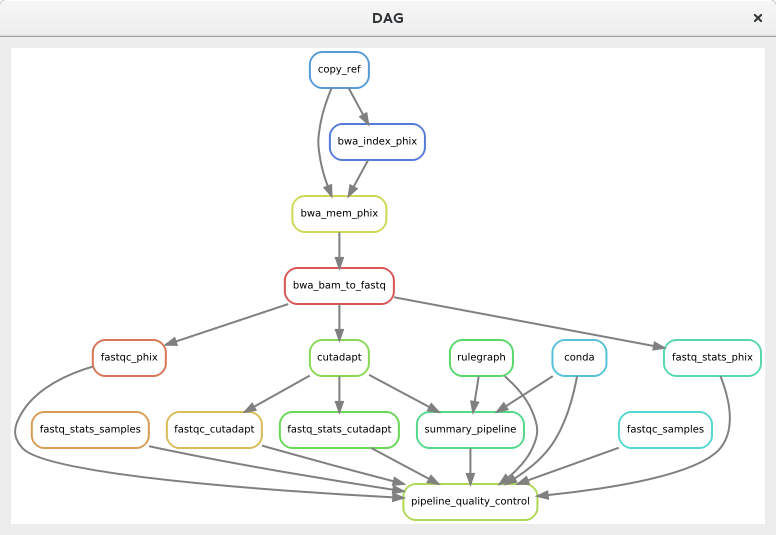 DAG
×
copy_ref
bwa_index_phix
bwa_mem_phix
bwa_bam_to_fastq
fastqc_phix
cutadapt
rulegraph
conda
fastq_stats_phix
fastq_stats_samples
fastqc_cutadapt
fastq_stats_cutadapt
summary_pipeline
fastqc_samples
pipeline_quality_control